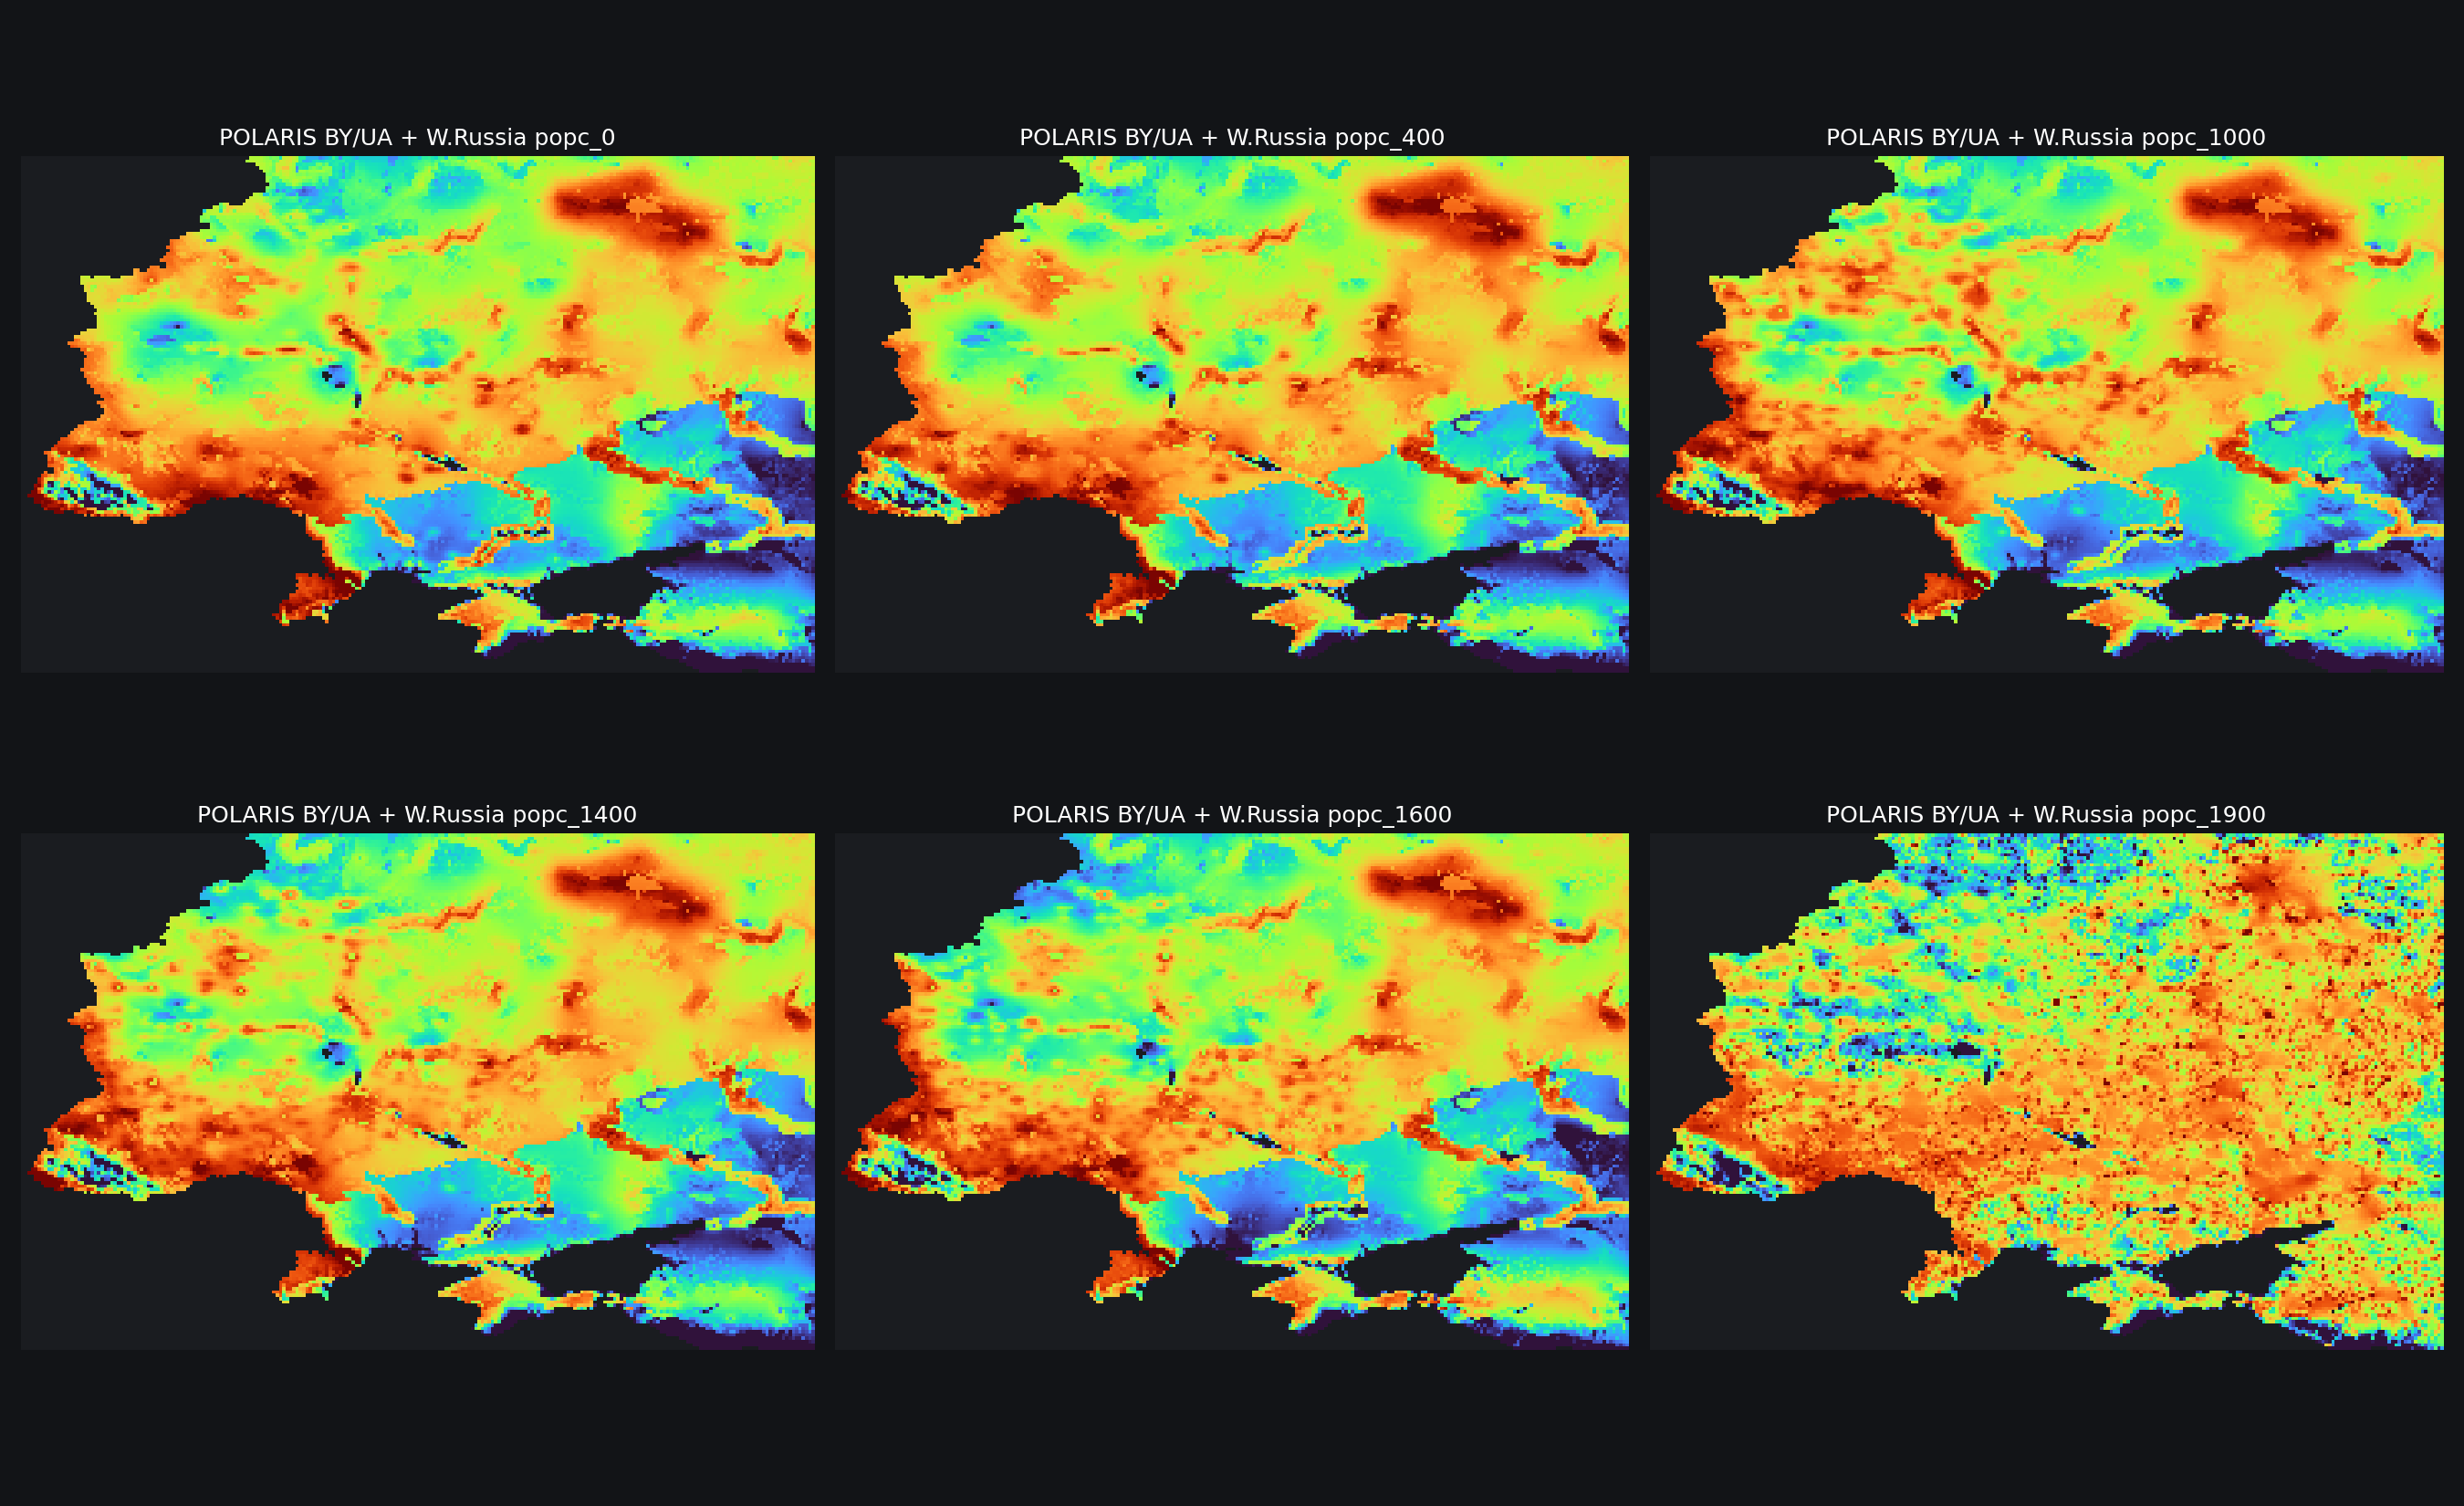 POLARIS BY/UA + W.Russia popc_0
POLARIS BY/UA + W.Russia popc_400
POLARIS BY/UA + W.Russia popc_1000
POLARIS BY/UA + W.Russia popc_1400
POLARIS BY/UA + W.Russia popc_1600
POLARIS BY/UA + W.Russia popc_1900